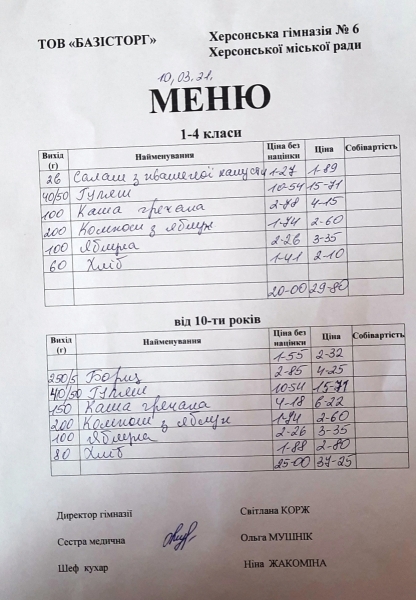 ТОВ «БАЗІСТОРГ» Херсонська гімназія № 6
Херсонської міської ради
10.03.21.
МЕНЮ
1-4 класи
Вихід (г) Найменування Ціна без націнки Ціна Собівартість
26 Салат з квашеної капусти 1-27 1-89
40/50 Гуляш 10-54 15-71
100 Каша гречана 2-78 4-15
200 Компот з яблук 1-74 2-60
100 Яблука 2-26 3-35
60 Хліб 1-41 2-10
20-00 29-80
від 10-ти років
Вихід (г) Найменування Ціна без націнки Ціна Собівартість
1-55 2-32
250/5 Борщ 2-85 4-25
40/50 Гуляш 10-54 15-71
150 Каша гречана 4-18 6-22
200 Компот з яблук 1-74 2-60
100 Яблука 2-26 3-35
80 Хліб 1-88 2-80
25-00 37-25
Директор гімназії Світлана КОРЖ
Сестра медична Ольга МУШНІК
Шеф кухар Ніна ЖАКОМІНА